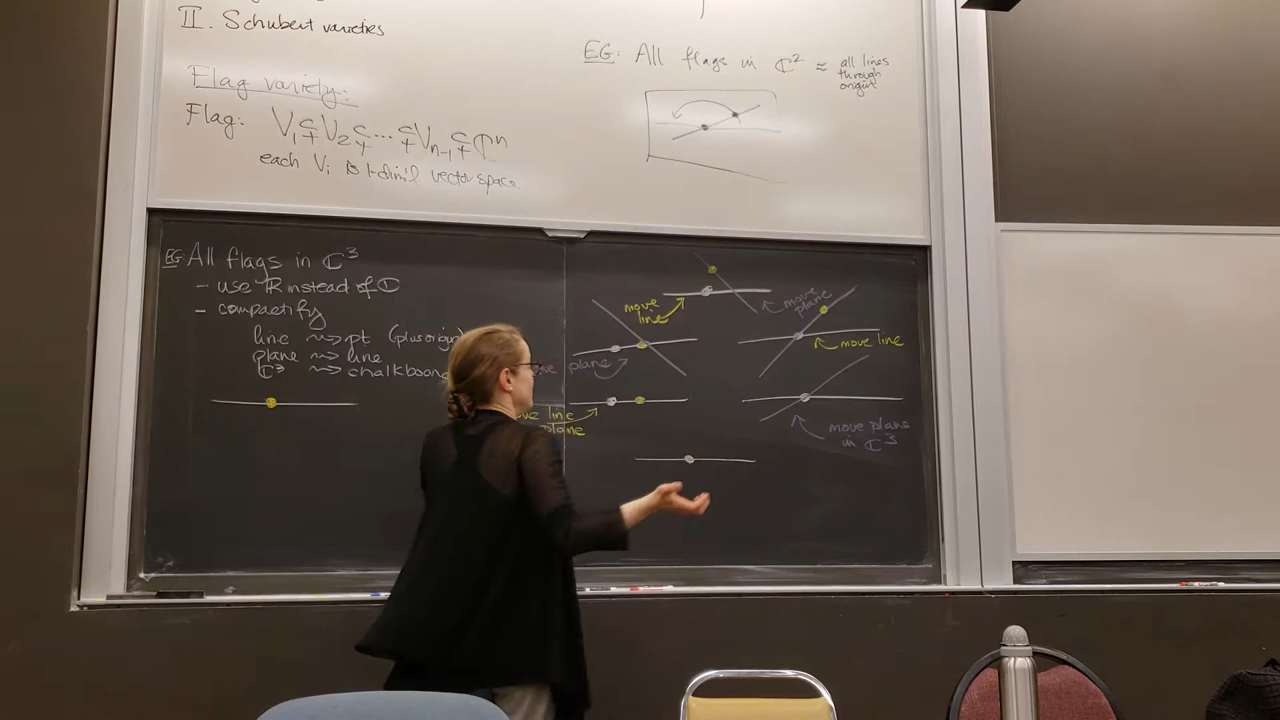 II. Schubert varieties
Flag variety:
Flag: V₁ ⊊ V₂ ⊊ ... ⊊ Vₙ₋₁ ⊊ ℂⁿ
each Vᵢ is i-dim'l vector space.
EG: All flags in ℂ² ≈ all lines
through
origin
EG All flags in ℂ³
- use ℝ instead of ℂ
- compactify
line ⇝ pt (plus origin
plane ⇝ line
ℂ³ ⇝ chalkboard
move
line
move
plane
plane
move line
line
plane
move plane
in ℂ³